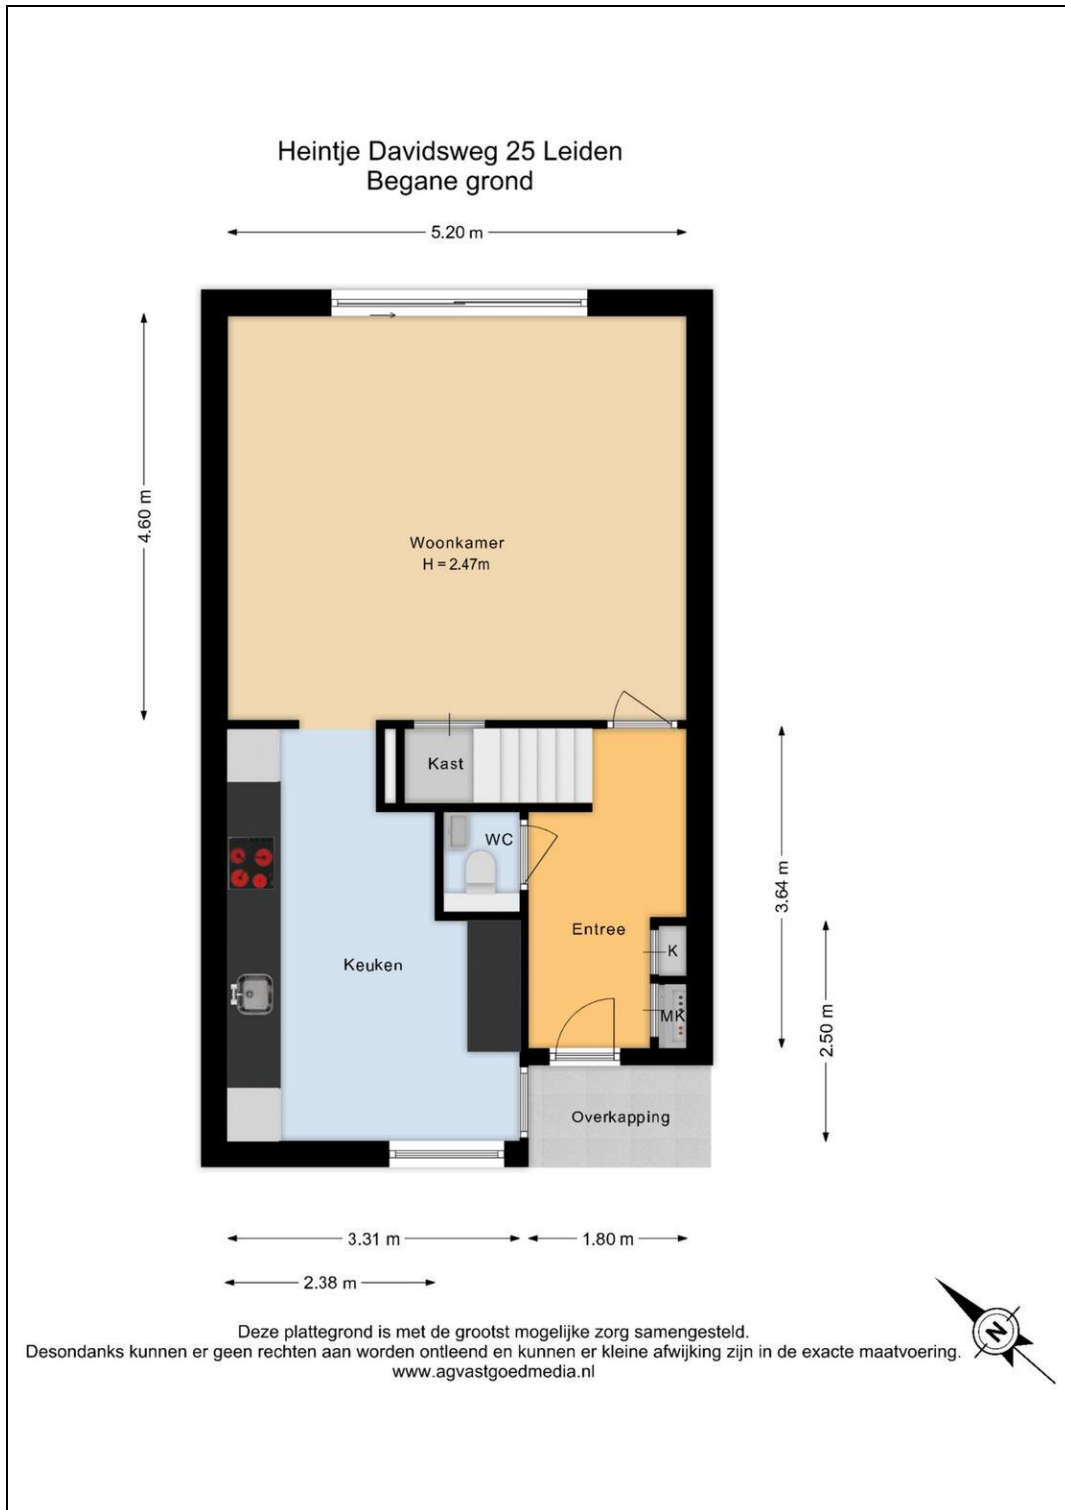 Heintje Davidsweg 25 Leiden
Begane grond
5.20 m
4.60 m
Woonkamer
H = 2.47m
Kast
WC
3.64 m
Entree
K
Keuken
MK
2.50 m
Overkapping
3.31 m
1.80 m
2.38 m
N
Deze plattegrond is met de grootst mogelijke zorg samengesteld.
Desondanks kunnen er geen rechten aan worden ontleend en kunnen er kleine afwijking zijn in de exacte maatvoering.
www.agvastgoedmedia.nl